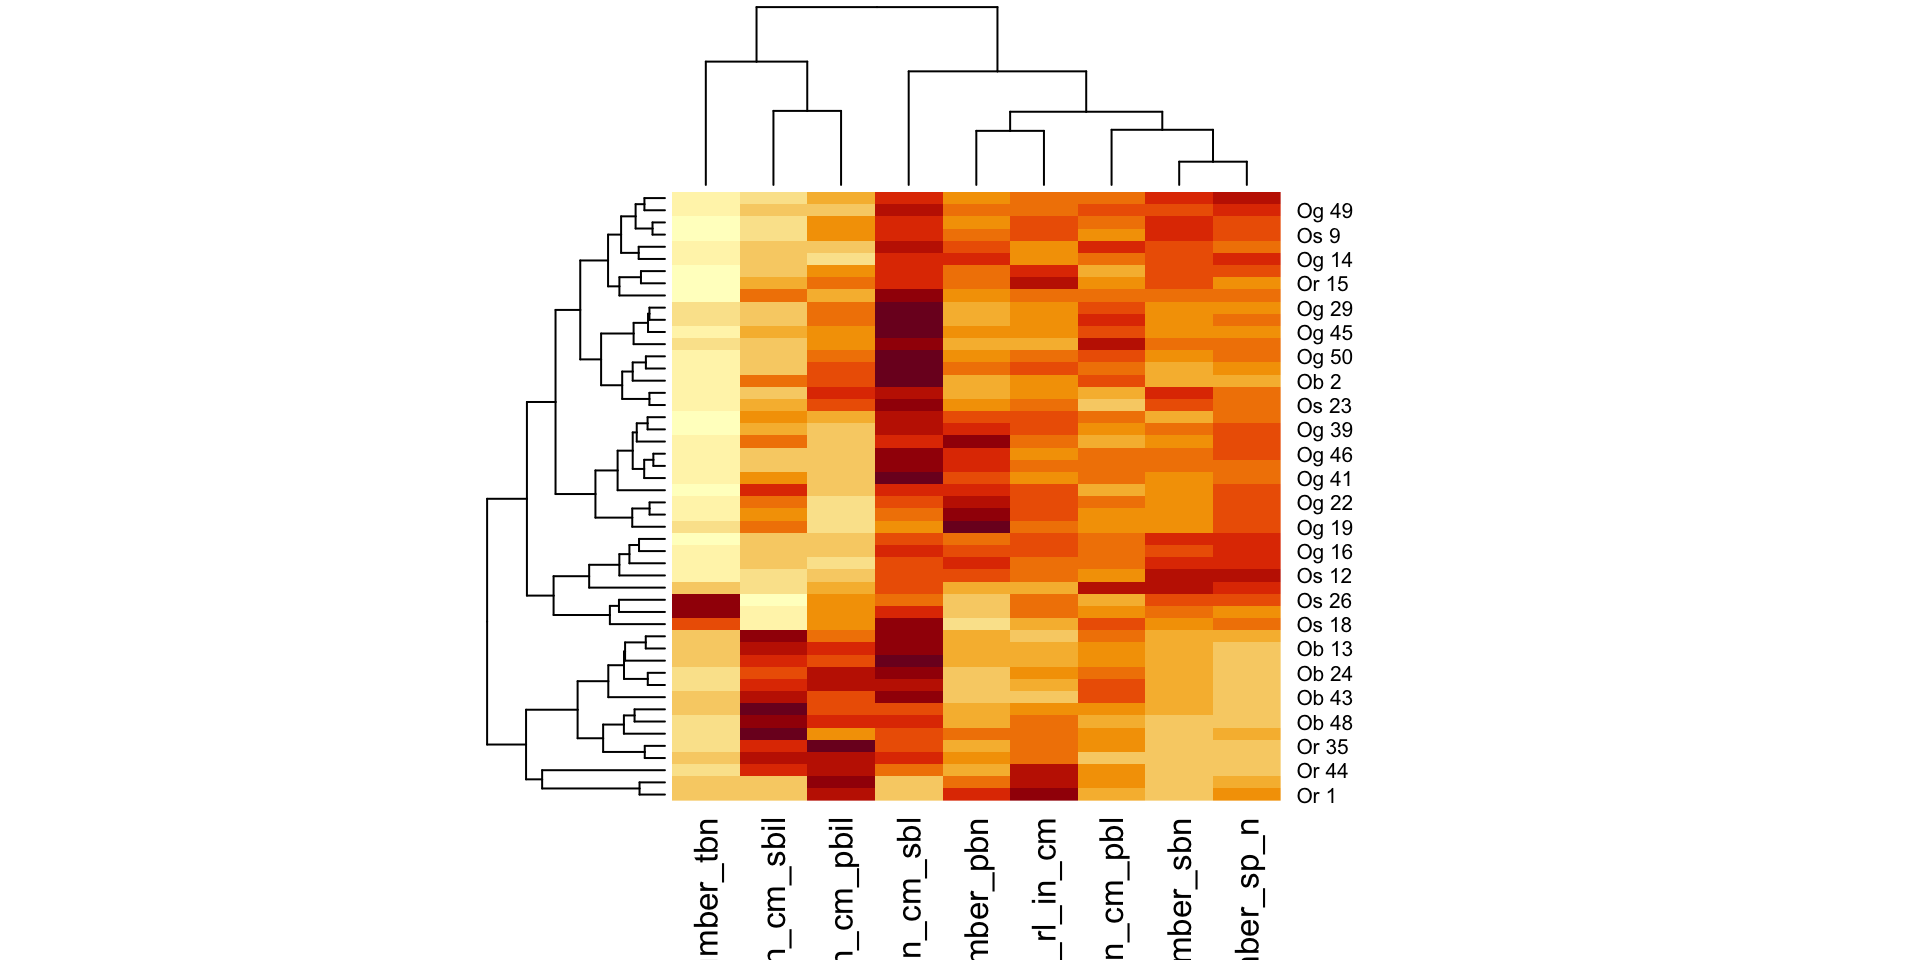 Og 49
Os 9
Og 14
Or 15
Og 29
Og 45
Og 50
Ob 2
Os 23
Og 39
Og 46
Og 41
Og 22
Og 19
Og 16
Os 12
Os 26
Os 18
Ob 13
Ob 24
Ob 43
Ob 48
Or 35
Or 44
Or 1
mber_tbn
n_cm_sbil
n_cm_pbil
n_cm_sbl
mber_pbn
_rl_in_cm
n_cm_pbl
mber_sbn
nber_sp_n